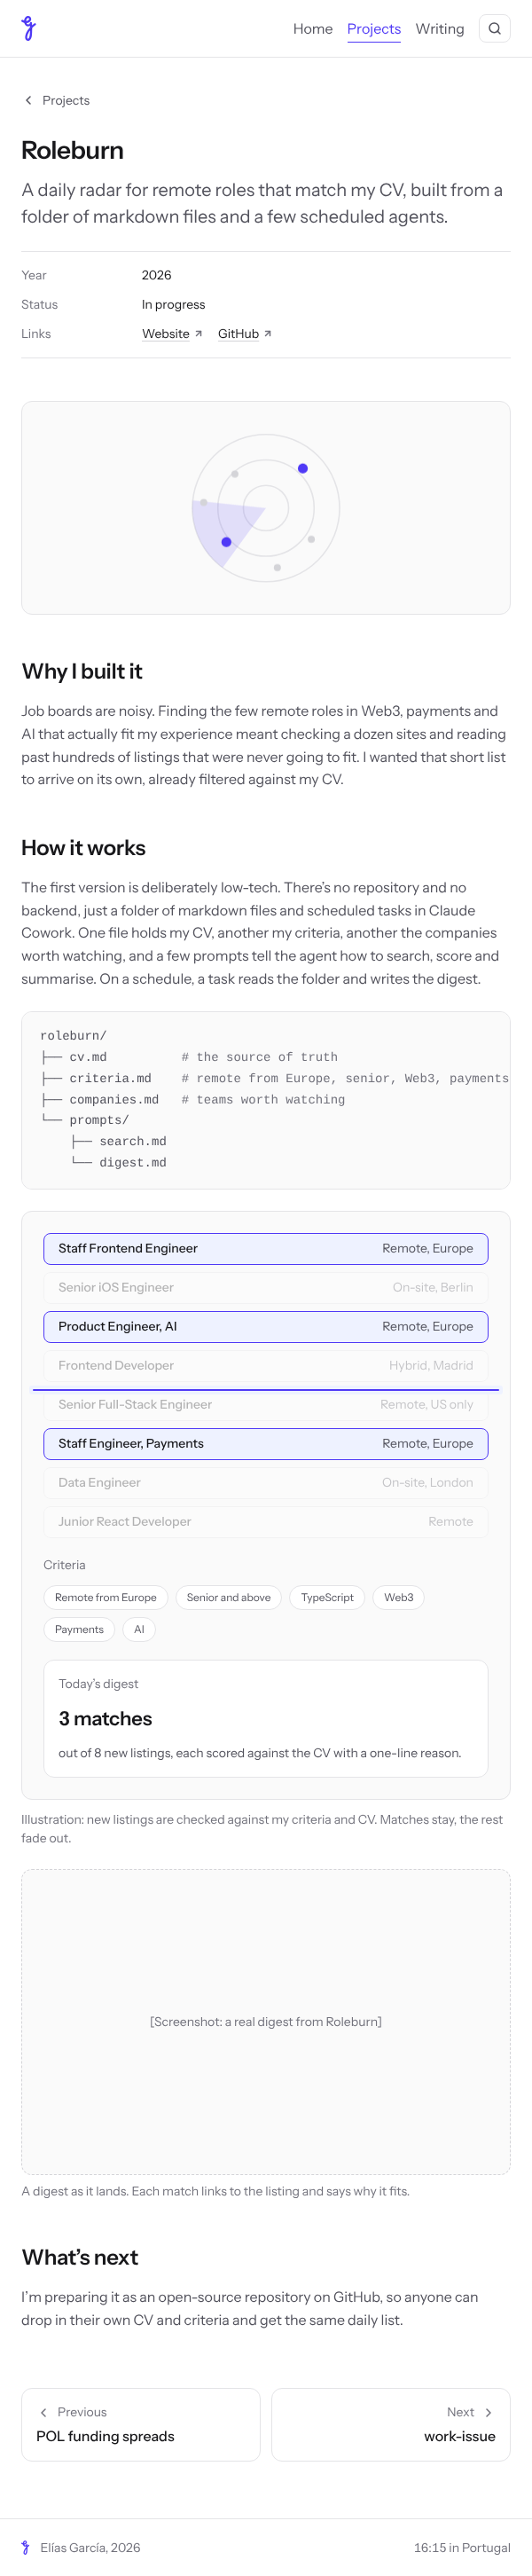 Home Projects Writing
Projects
Roleburn
A daily radar for remote roles that match my CV, built from a
folder of markdown files and a few scheduled agents.
Year 2026
Status In progress
Links Website GitHub
Why I built it
Job boards are noisy. Finding the few remote roles in Web3, payments and
AI that actually fit my experience meant checking a dozen sites and reading
past hundreds of listings that were never going to fit. I wanted that short list
to arrive on its own, already filtered against my CV.
How it works
The first version is deliberately low-tech. There’s no repository and no
backend, just a folder of markdown files and scheduled tasks in Claude
Cowork. One file holds my CV, another my criteria, another the companies
worth watching, and a few prompts tell the agent how to search, score and
summarise. On a schedule, a task reads the folder and writes the digest.
roleburn/
├── cv.md # the source of truth
├── criteria.md # remote from Europe, senior, Web3, payments
├── companies.md # teams worth watching
└── prompts/
├── search.md
└── digest.md
Staff Frontend Engineer Remote, Europe
Senior iOS Engineer On-site, Berlin
Product Engineer, AI Remote, Europe
Frontend Developer Hybrid, Madrid
Senior Full-Stack Engineer Remote, US only
Staff Engineer, Payments Remote, Europe
Data Engineer On-site, London
Junior React Developer Remote
Criteria
Remote from Europe Senior and above TypeScript Web3
Payments AI
Today’s digest
3 matches
out of 8 new listings, each scored against the CV with a one-line reason.
Illustration: new listings are checked against my criteria and CV. Matches stay, the rest
fade out.
[Screenshot: a real digest from Roleburn]
A digest as it lands. Each match links to the listing and says why it fits.
What’s next
I’m preparing it as an open-source repository on GitHub, so anyone can
drop in their own CV and criteria and get the same daily list.
Previous Next
POL funding spreads work-issue
Elías García, 2026 16:15 in Portugal